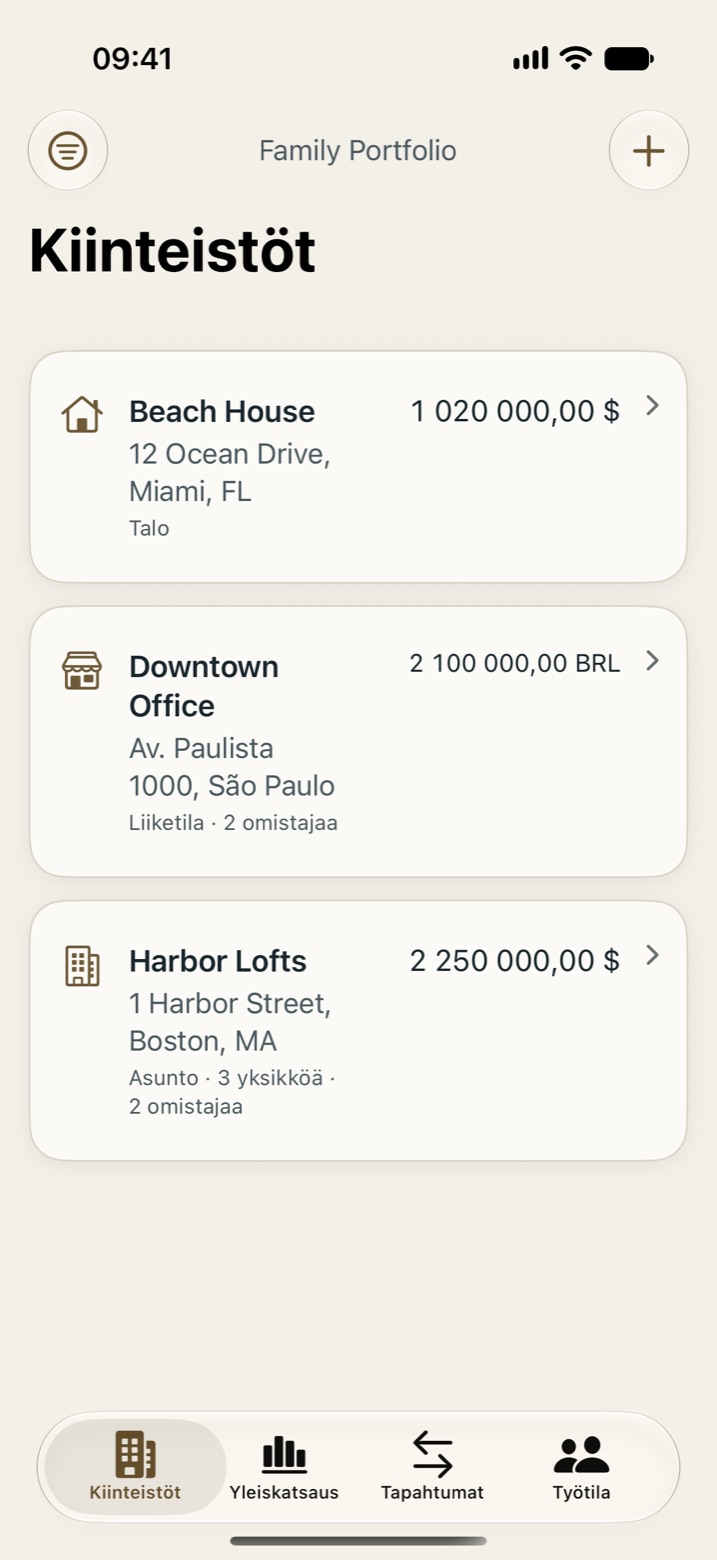 09:41
Family Portfolio
Kiinteistöt
Beach House
1 020 000,00 $
12 Ocean Drive,
Miami, FL
Talo
Downtown
Office
2 100 000,00 BRL
Av. Paulista
1000, São Paulo
Liiketila · 2 omistajaa
Harbor Lofts
2 250 000,00 $
1 Harbor Street,
Boston, MA
Asunto · 3 yksikköä ·
2 omistajaa
Kiinteistöt
Yleiskatsaus
Tapahtumat
Työtila